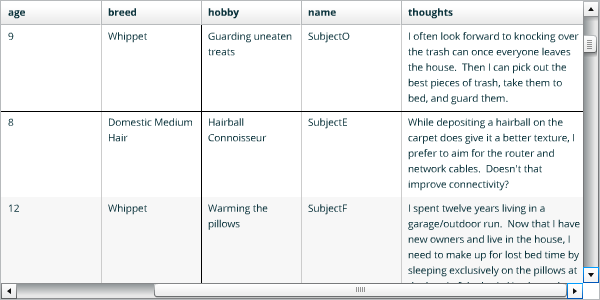 age breed hobby name thoughts
9 Whippet Guarding uneaten SubjectO I often look forward to knocking over
treats the trash can once everyone leaves
the house.  Then I can pick out the
best pieces of trash, take them to
bed, and guard them.
8 Domestic Medium Hairball SubjectE While depositing a hairball on the
Hair Connoisseur carpet does give it a better texture, I
prefer to aim for the router and
network cables.  Doesn't that
improve connectivity?
12 Whippet Warming the SubjectF I spent twelve years living in a
pillows garage/outdoor run.  Now that I have
new owners and live in the house, I
need to make up for lost bed time by
sleeping exclusively on the pillows at